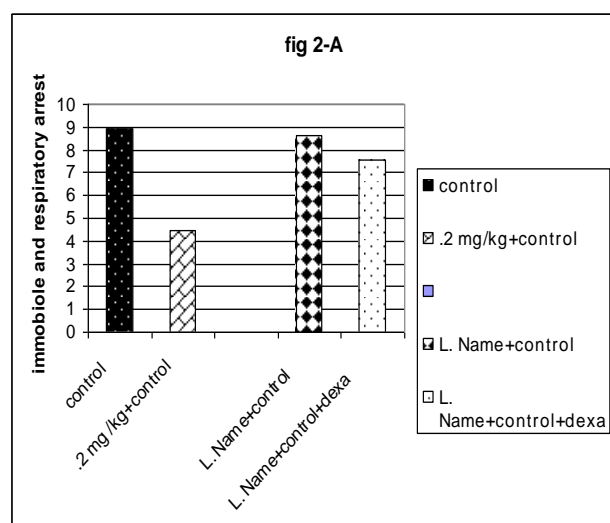 fig 2-A
immobiole and respiratory arrest
10
9
8
7
6
5
4
3
2
1
0
control
.2 mg /kg+control
L. Name+control
L. Name+control+dexa
control
.2 mg/kg+control
L. Name+control
L.
Name+control+dexa